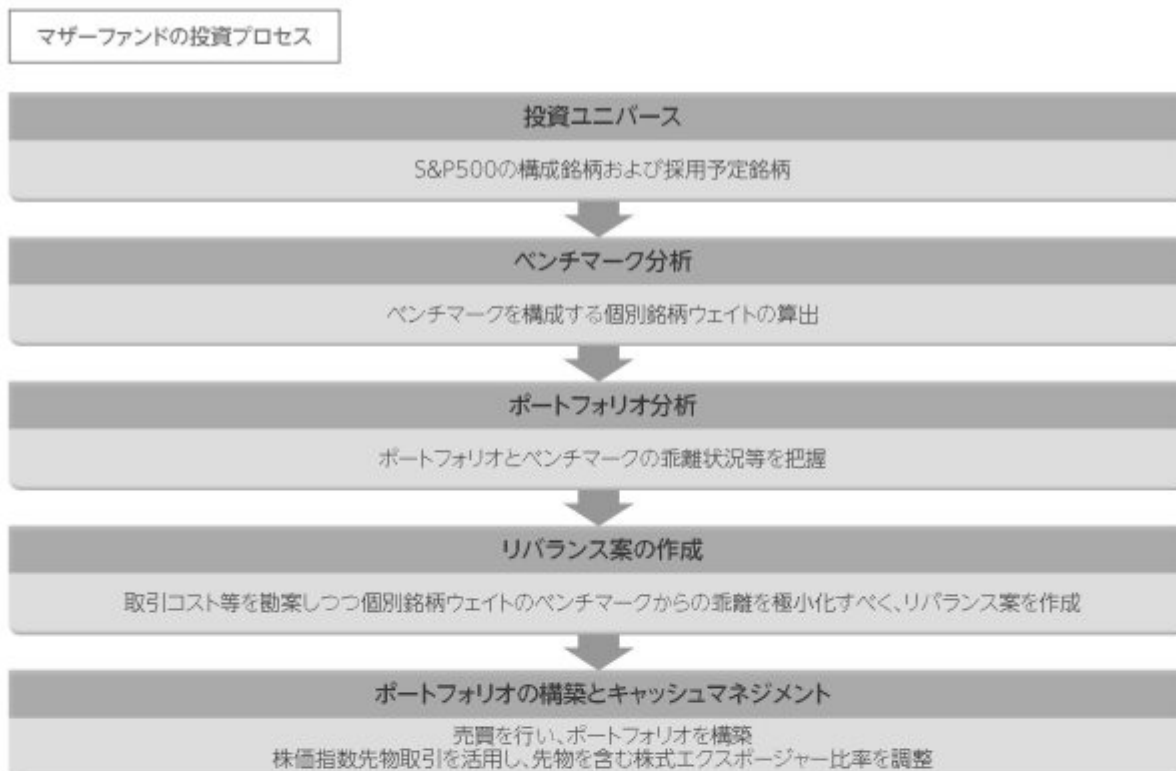 マザーファンドの投資プロセス
投資ユニバース
S&P500の構成銘柄および採用予定銘柄
ベンチマーク分析
ベンチマークを構成する個別銘柄ウェイトの算出
ポートフォリオ分析
ポートフォリオとベンチマークの乖離状況等を把握
リバランス案の作成
取引コスト等を勘案しつつ個別銘柄ウェイトのベンチマークからの乖離を極小化すべく、リバランス案を作成
ポートフォリオの構築とキャッシュマネジメント
売買を行い、ポートフォリオを構築
株価指数先物取引を活用し、先物を含む株式エクスポージャー比率を調整